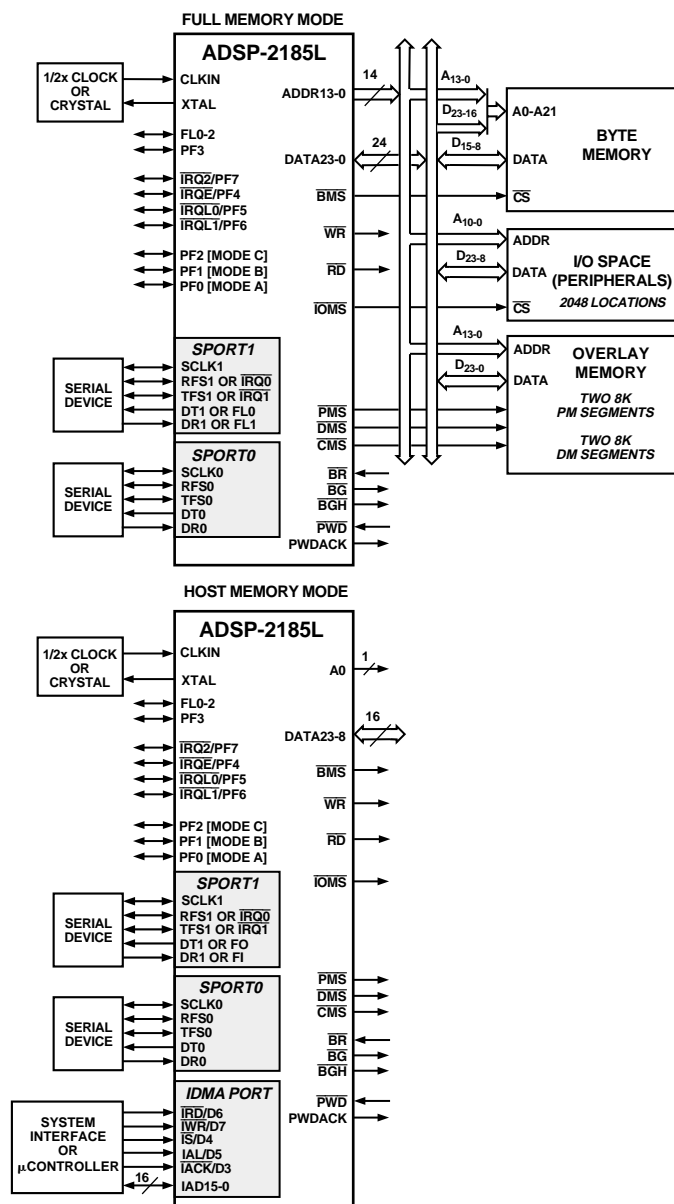 FULL MEMORY MODE
ADSP-2185L
1/2x CLOCK
OR
CRYSTAL
CLKIN
XTAL
FL0-2
PF3
IRQ2/PF7
IRQE/PF4
IRQL0/PF5
IRQL1/PF6
PF2 [MODE C]
PF1 [MODE B]
PF0 [MODE A]
SPORT1
SCLK1
RFS1 OR IRQ0
TFS1 OR IRQ1
DT1 OR FL0
DR1 OR FL1
SERIAL
DEVICE
SPORT0
SCLK0
RFS0
TFS0
DT0
DR0
SERIAL
DEVICE
ADDR13-0
14
DATA23-0
24
BMS
WR
RD
IOMS
PMS
DMS
CMS
BR
BG
BGH
PWD
PWDACK
A13-0
D23-16
D15-8
A0-A21
BYTE
MEMORY
DATA
CS
A10-0
D23-8
ADDR
DATA
CS
I/O SPACE
(PERIPHERALS)
2048 LOCATIONS
A13-0
D23-0
ADDR
DATA
OVERLAY
MEMORY
TWO 8K
PM SEGMENTS
TWO 8K
DM SEGMENTS
HOST MEMORY MODE
ADSP-2185L
1/2x CLOCK
OR
CRYSTAL
CLKIN
XTAL
FL0-2
PF3
IRQ2/PF7
IRQE/PF4
IRQL0/PF5
IRQL1/PF6
PF2 [MODE C]
PF1 [MODE B]
PF0 [MODE A]
SPORT1
SCLK1
RFS1 OR IRQ0
TFS1 OR IRQ1
DT1 OR FO
DR1 OR FI
SERIAL
DEVICE
SPORT0
SCLK0
RFS0
TFS0
DT0
DR0
SERIAL
DEVICE
IDMA PORT
IRD/D6
IWR/D7
IS/D4
IAL/D5
IACK/D3
IAD15-0
16
SYSTEM
INTERFACE
OR
μCONTROLLER
A0
1
DATA23-8
16
BMS
WR
RD
IOMS
PMS
DMS
CMS
BR
BG
BGH
PWD
PWDACK